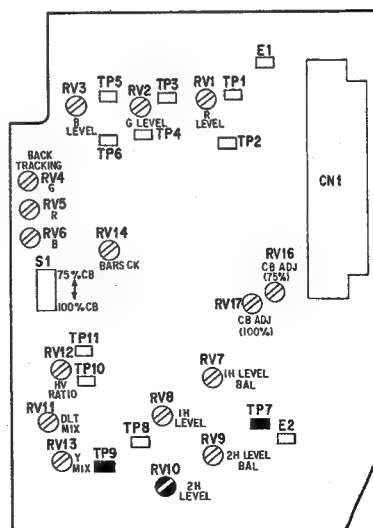 E1
TP5
RV3
RV2
TP3
RV1
TP1
B
LEVEL
G LEVEL
R
LEVEL
TP4
TP6
TP2
BACK
TRACKING
RV4
G
RV5
R
RV6
B
CN1
RV14
BARS CK
S1
75%CB
100%CB
RV16
CB ADJ
(75%)
RV17
CB ADJ
(100%)
TP11
RV12
TP10
HV
RATIO
RV7
1H LEVEL
BAL
RV11
DLT
MIX
RV8
1H
LEVEL
TP7
E2
TP8
RV13
Y
MIX
TP9
RV9
2H LEVEL
BAL
RV10
2H
LEVEL